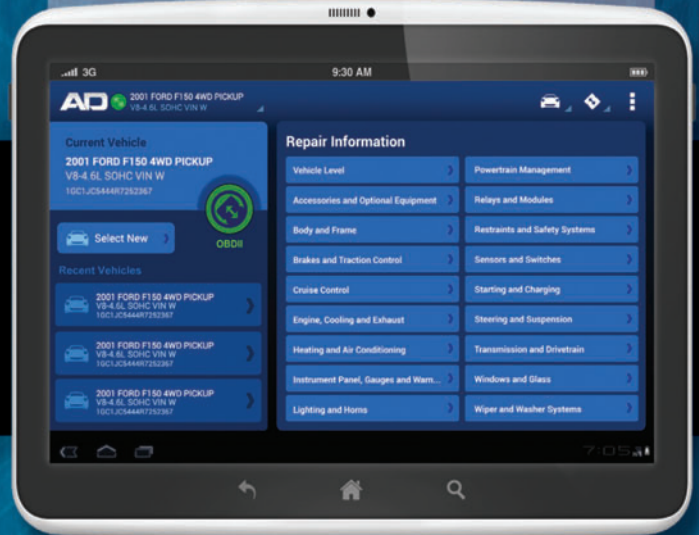 3G
9:30 AM
AD
2001 FORD F150 4WD PICKUP
V8-4.6L SOHC VIN W
Current Vehicle
2001 FORD F150 4WD PICKUP
V8-4.6L SOHC VIN W
1GC1JC5444R7252367
OBDII
Select New
Recent Vehicles
2001 FORD F150 4WD PICKUP
V8-4.6L SOHC VIN W
1GC1JC5444R7252367
2001 FORD F150 4WD PICKUP
V8-4.6L SOHC VIN W
1GC1JC5444R7252367
2001 FORD F150 4WD PICKUP
V8-4.6L SOHC VIN W
1GC1JC5444R7252367
Repair Information
Vehicle Level
Powertrain Management
Accessories and Optional Equipment
Relays and Modules
Body and Frame
Restraints and Safety Systems
Brakes and Traction Control
Sensors and Switches
Cruise Control
Starting and Charging
Engine, Cooling and Exhaust
Steering and Suspension
Heating and Air Conditioning
Transmission and Drivetrain
Instrument Panel, Gauges and Warn...
Windows and Glass
Lighting and Horns
Wiper and Washer Systems
7:05